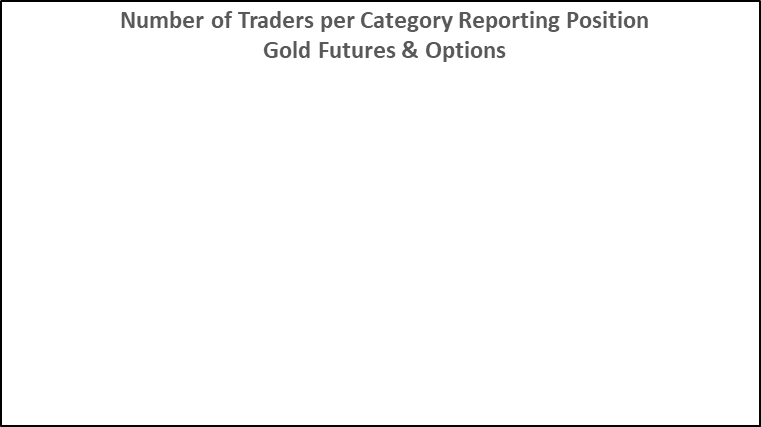 Number of Traders per Category Reporting Position
Gold Futures & Options